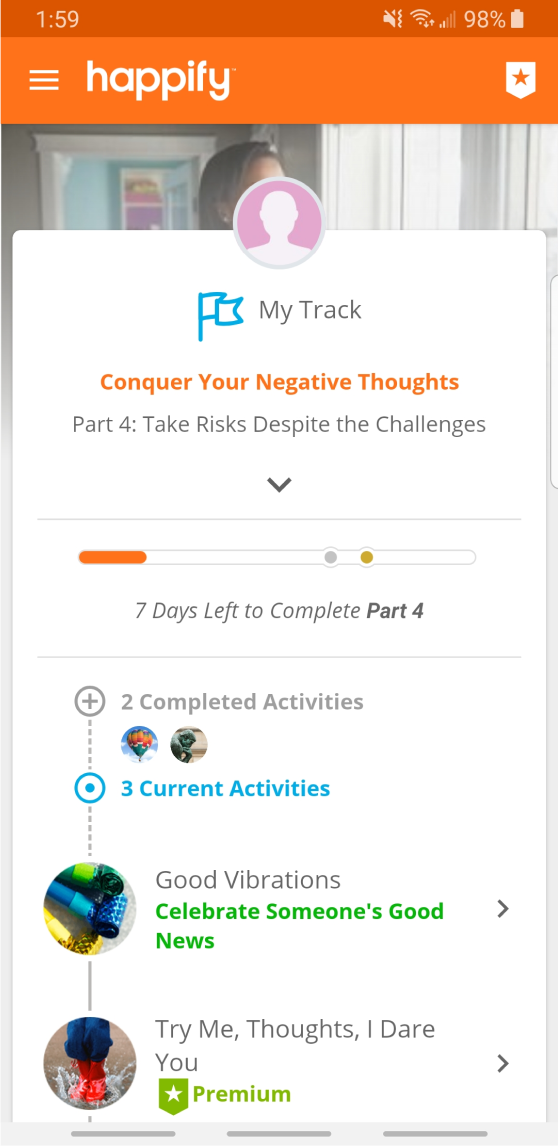 1:59
98%
happify
My Track
Conquer Your Negative Thoughts
Part 4: Take Risks Despite the Challenges
7 Days Left to Complete Part 4
2 Completed Activities
3 Current Activities
Good Vibrations
Celebrate Someone's Good
News
Try Me, Thoughts, I Dare
You
Premium